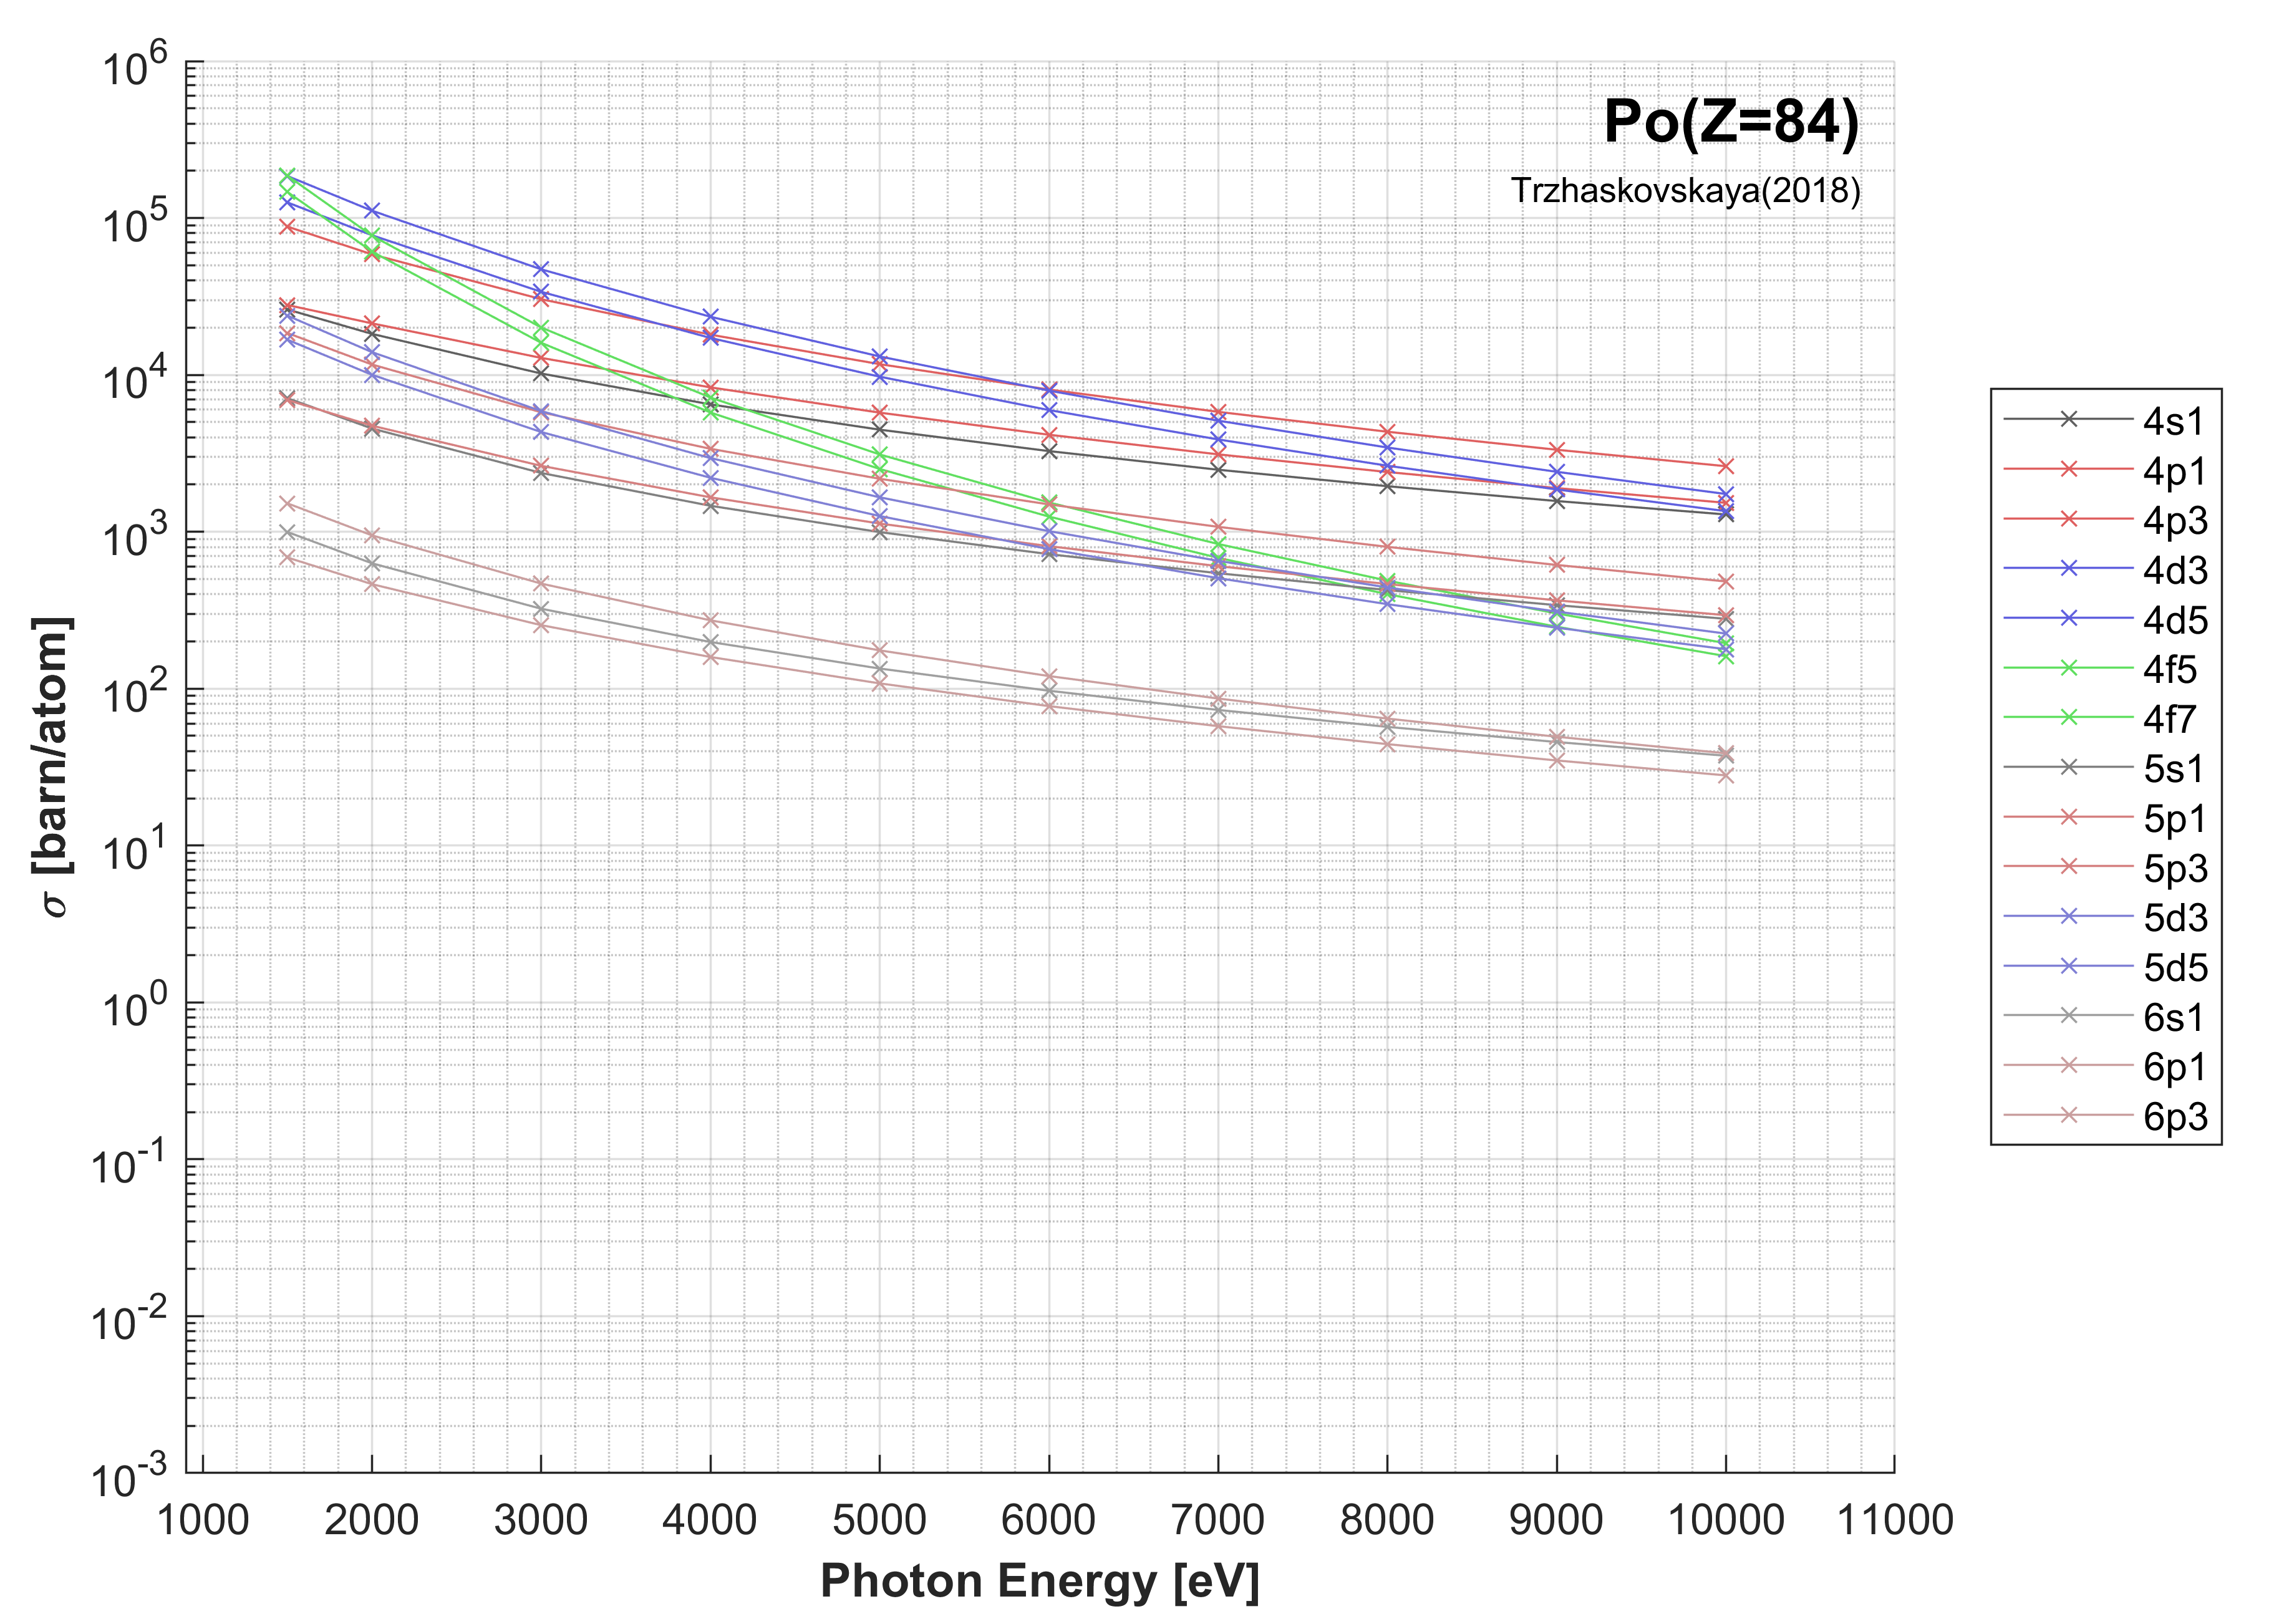 Po(Z=84)
Trzhaskovskaya(2018)
σ [barn/atom]
10^6
10^5
10^4
10^3
10^2
10^1
10^0
10^-1
10^-2
10^-3
1000 2000 3000 4000 5000 6000 7000 8000 9000 10000 11000
Photon Energy [eV]
4s1
4p1
4p3
4d3
4d5
4f5
4f7
5s1
5p1
5p3
5d3
5d5
6s1
6p1
6p3